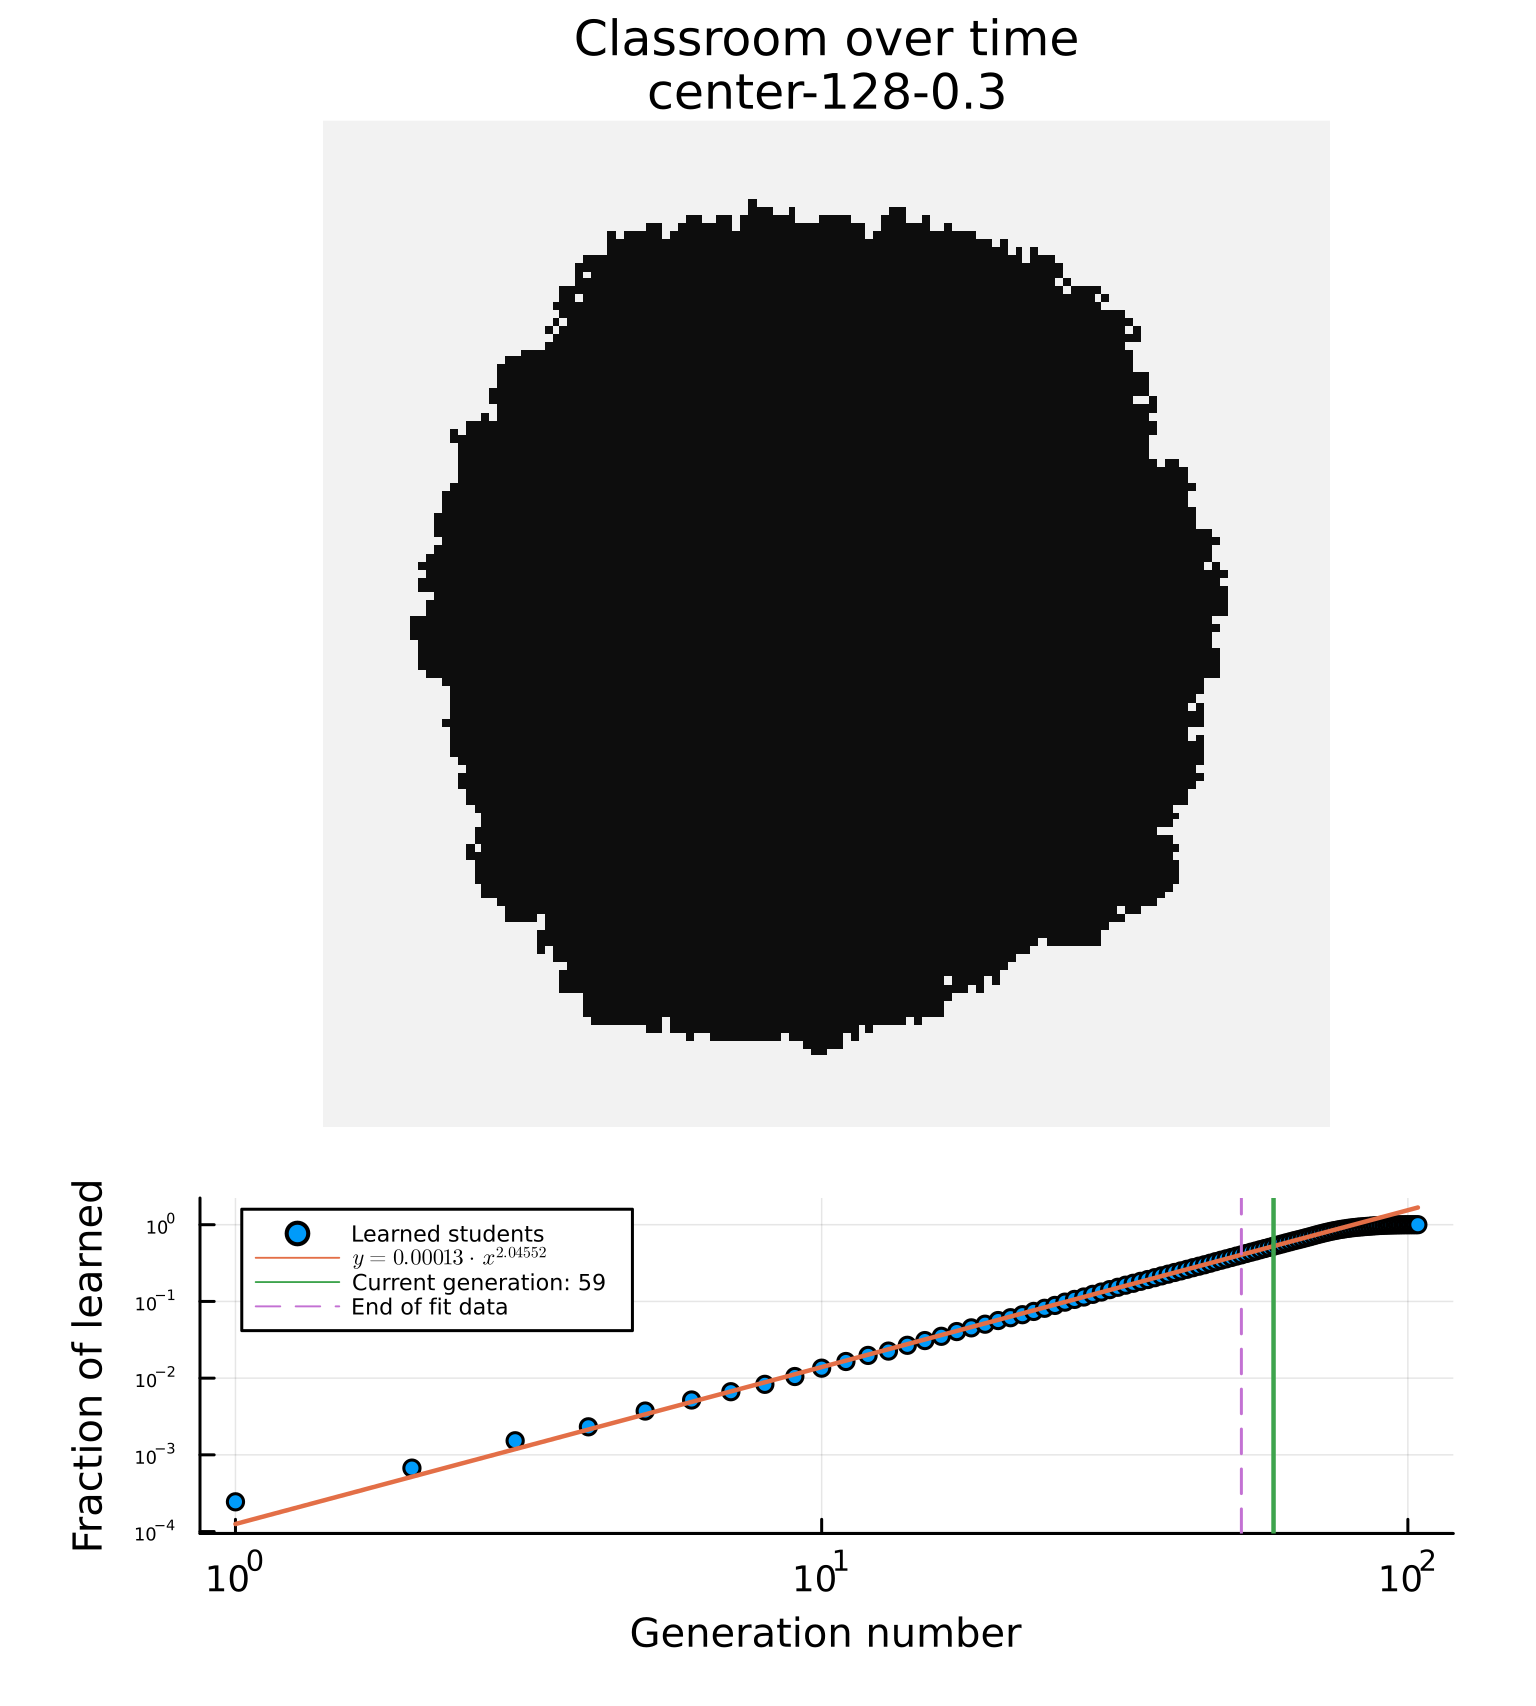 Classroom over time
center-128-0.3
Fraction of learned
10^0
10^-1
10^-2
10^-3
10^-4
Learned students
y = 0.00013 · x^2.04552
Current generation: 59
End of fit data
10^0 10^1 10^2
Generation number